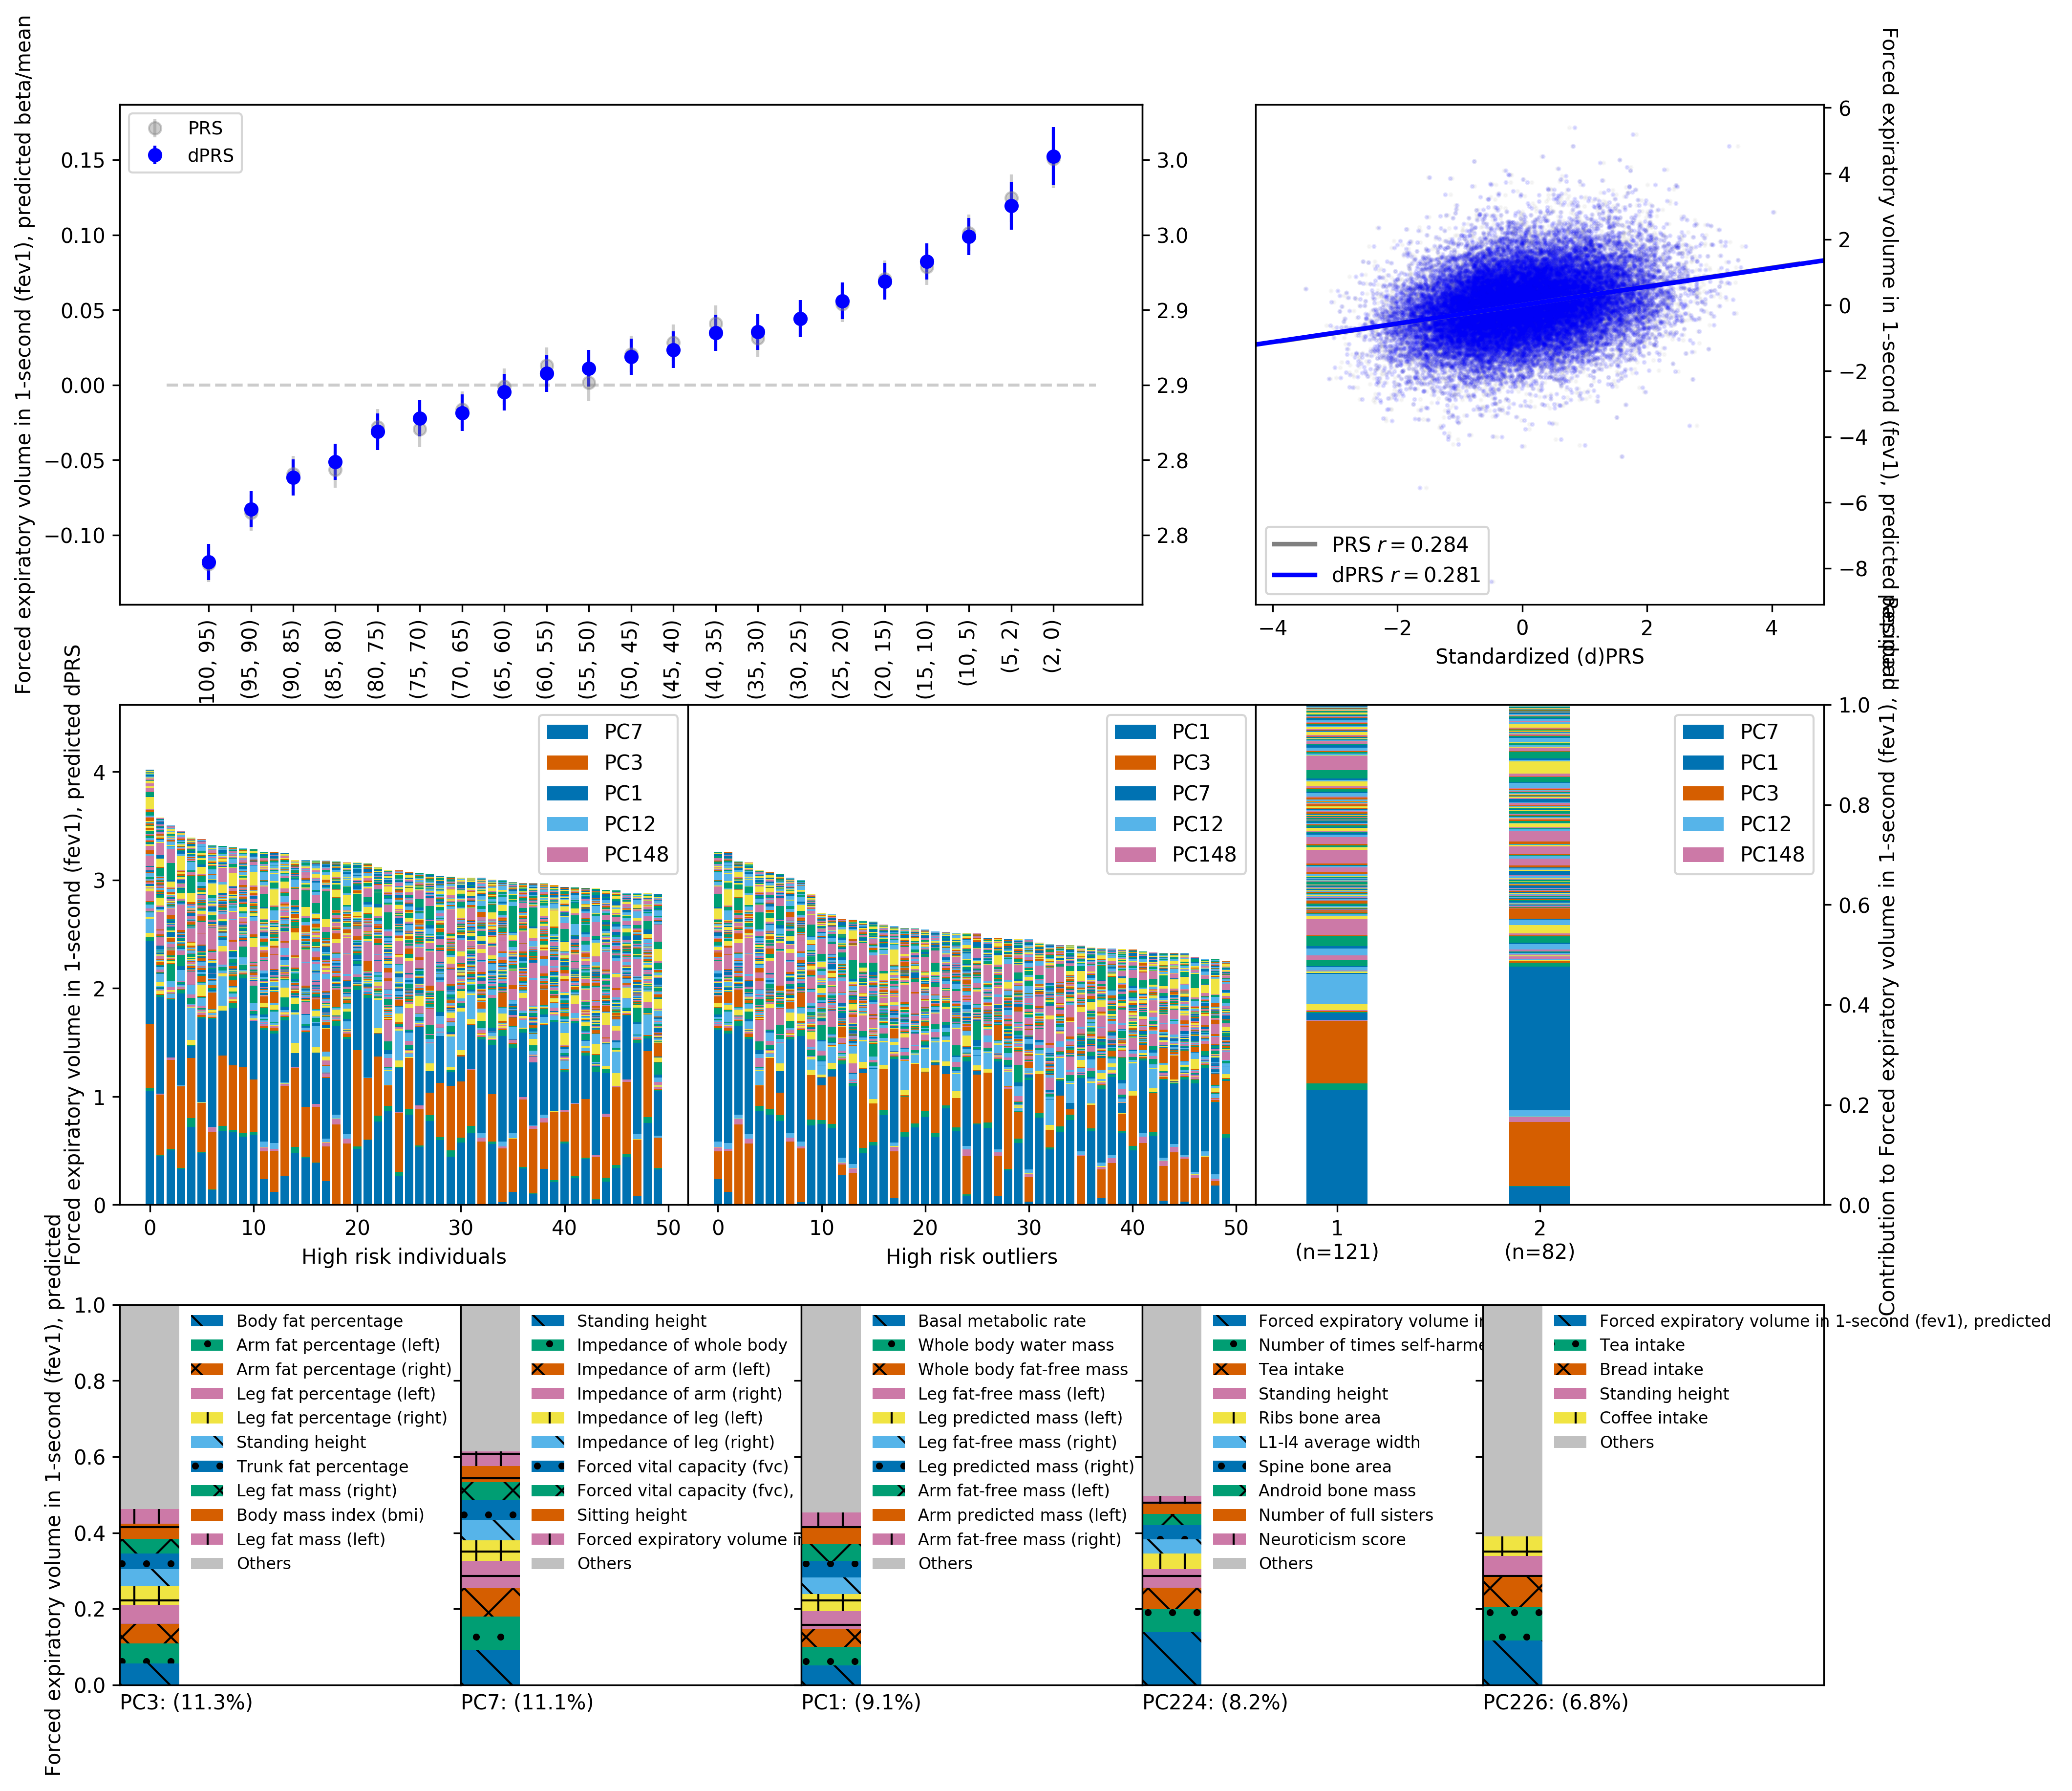 Forced expiratory volume in 1-second (fev1), predicted beta/mean
PRS
dPRS
0.15
0.10
0.05
0.00
−0.05
−0.10
3.0
3.0
2.9
2.9
2.8
2.8
100, 95)
(95, 90)
(90, 85)
(85, 80)
(80, 75)
(75, 70)
(70, 65)
(65, 60)
(60, 55)
(55, 50)
(50, 45)
(45, 40)
(40, 35)
(35, 30)
(30, 25)
(25, 20)
(20, 15)
(15, 10)
(10, 5)
(5, 2)
(2, 0)
PRS r = 0.284
dPRS r = 0.281
−4
−2
0
2
4
Standardized (d)PRS
6
4
2
0
−2
−4
−6
−8
Forced expiratory volume in 1-second (fev1), predicted
Forced expiratory volume in 1-second (fev1), predicted dPRS
4
3
2
1
0
PC7
PC3
PC1
PC12
PC148
0
10
20
30
40
50
High risk individuals
PC1
PC3
PC7
PC12
PC148
0
10
20
30
40
50
High risk outliers
PC7
PC1
PC3
PC12
PC148
1
(n=121)
2
(n=82)
1.0
0.8
0.6
0.4
0.2
0.0
Contribution to Forced expiratory volume in 1-second (fev1), predicted
Forced expiratory volume in 1-second (fev1), predicted
1.0
0.8
0.6
0.4
0.2
0.0
Body fat percentage
Arm fat percentage (left)
Arm fat percentage (right)
Leg fat percentage (left)
Leg fat percentage (right)
Standing height
Trunk fat percentage
Leg fat mass (right)
Body mass index (bmi)
Leg fat mass (left)
Others
PC3: (11.3%)
Standing height
Impedance of whole body
Impedance of arm (left)
Impedance of arm (right)
Impedance of leg (left)
Impedance of leg (right)
Forced vital capacity (fvc)
Forced vital capacity (fvc),
Sitting height
Forced expiratory volume in
Others
PC7: (11.1%)
Basal metabolic rate
Whole body water mass
Whole body fat-free mass
Leg fat-free mass (left)
Leg predicted mass (left)
Leg fat-free mass (right)
Leg predicted mass (right)
Arm fat-free mass (left)
Arm predicted mass (left)
Arm fat-free mass (right)
Others
PC1: (9.1%)
Forced expiratory volume in
Number of times self-harme
Tea intake
Standing height
Ribs bone area
L1-l4 average width
Spine bone area
Android bone mass
Number of full sisters
Neuroticism score
Others
PC224: (8.2%)
Forced expiratory volume in 1-second (fev1), predicted
Tea intake
Bread intake
Standing height
Coffee intake
Others
PC226: (6.8%)